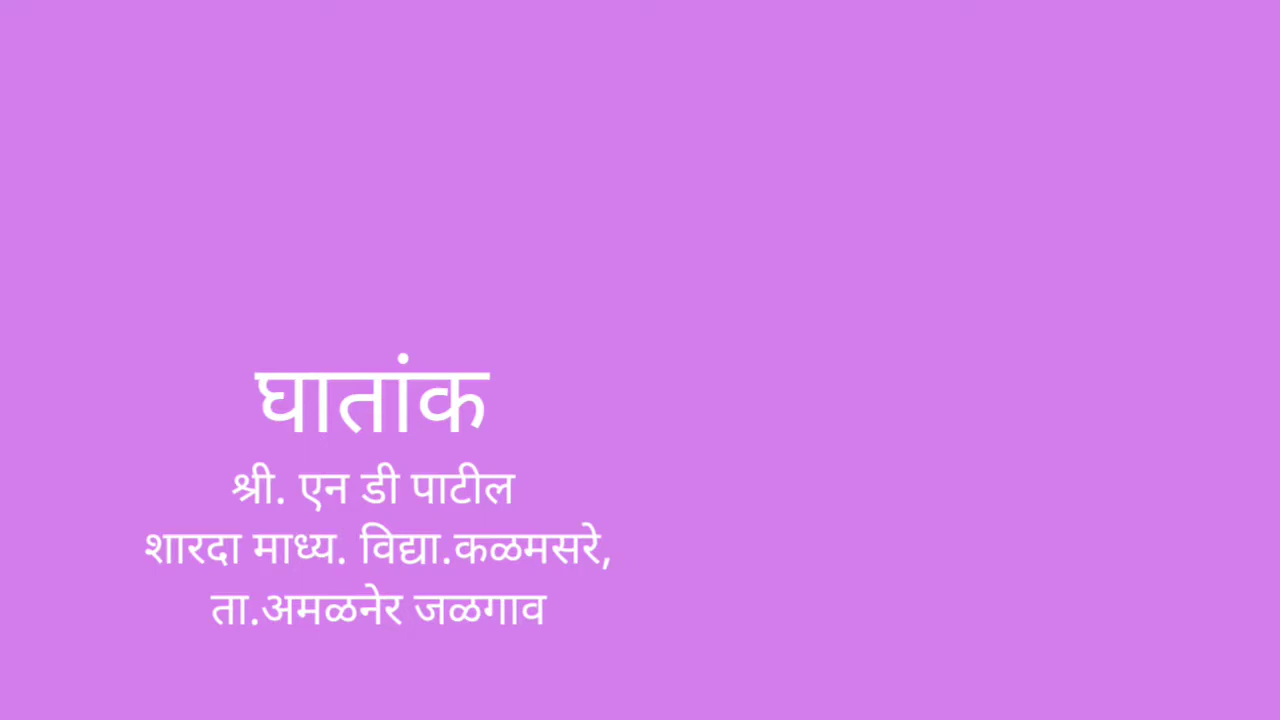 घातांक
श्री. एन डी पाटील
शारदा माध्य. विद्या.कळमसरे,
ता.अमळनेर जळगाव